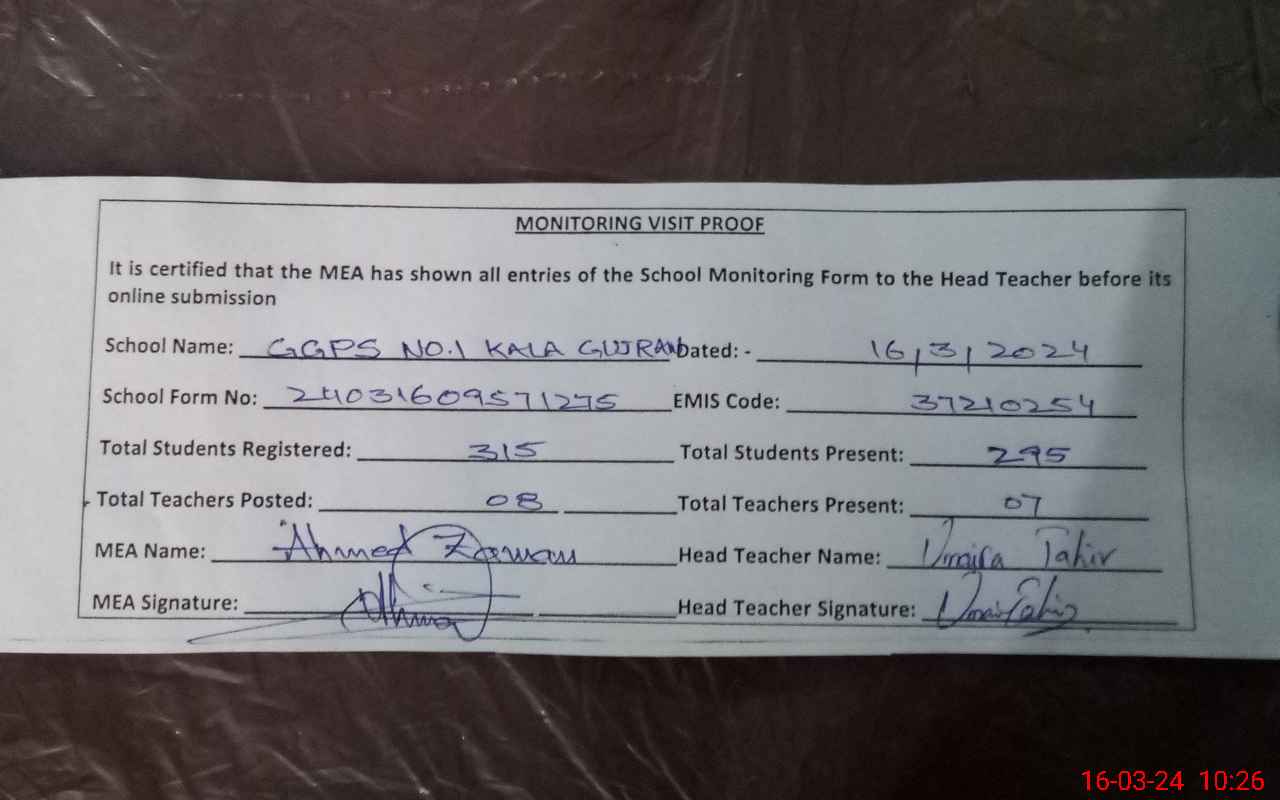 MONITORING VISIT PROOF
It is certified that the MEA has shown all entries of the School Monitoring Form to the Head Teacher before its
online submission
School Name: GGPS NO.1 KALA GUJRAN Dated: - 16/3/2024
School Form No: 24031609571275 EMIS Code: 37210254
Total Students Registered: 315 Total Students Present: 295
Total Teachers Posted: 08 Total Teachers Present: 07
MEA Name: Ahmed Zaman Head Teacher Name: Umaira Tahir
MEA Signature: Head Teacher Signature:
16-03-24 10:26